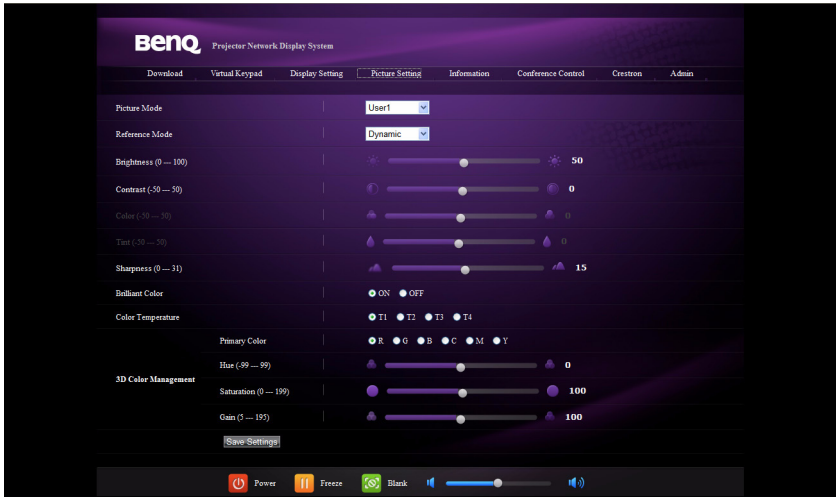 BenQ Projector Network Display System
Download Virtual Keypad Display Setting Picture Setting Information Conference Control Crestron Admin
Picture Mode User1
Reference Mode Dynamic
Brightness (0 --- 100) 50
Contrast (-50 --- 50) 0
Color (-50 --- 50) 0
Tint (-50 --- 50) 0
Sharpness (0 --- 31) 15
Brilliant Color ON OFF
Color Temperature T1 T2 T3 T4
Primary Color R G B C M Y
Hue (-99 --- 99) 0
3D Color Management
Saturation (0 --- 199) 100
Gain (5 --- 195) 100
Save Settings
Power Freeze Blank